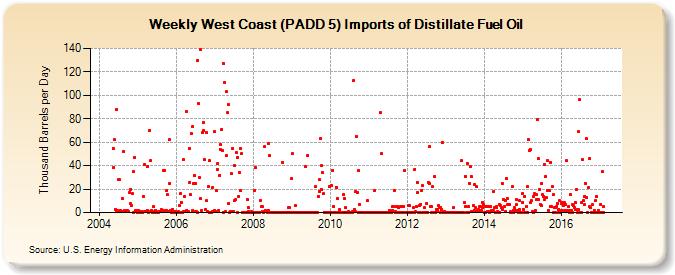 Weekly West Coast (PADD 5) Imports of Distillate Fuel Oil
Thousand Barrels per Day
140
120
100
80
60
40
20
0
2004 2006 2008 2010 2012 2014 2016
Source: U.S. Energy Information Administration